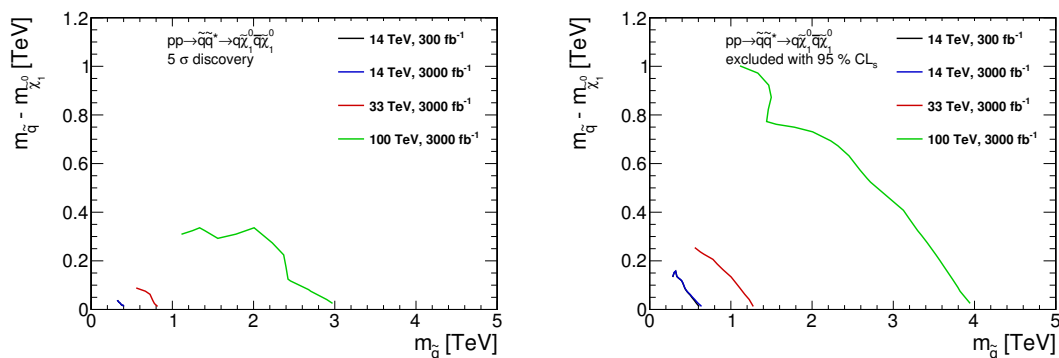 pp→q̃q̃*→qχ̃₁⁰q̄χ̃₁⁰
5 σ discovery
14 TeV, 300 fb⁻¹
14 TeV, 3000 fb⁻¹
33 TeV, 3000 fb⁻¹
100 TeV, 3000 fb⁻¹
m_q̃ - m_χ̃₁⁰ [TeV]
1.2
1
0.8
0.6
0.4
0.2
0
0 1 2 3 4 5
m_q̃ [TeV]
pp→q̃q̃*→qχ̃₁⁰q̄χ̃₁⁰
excluded with 95 % CLₛ
14 TeV, 300 fb⁻¹
14 TeV, 3000 fb⁻¹
33 TeV, 3000 fb⁻¹
100 TeV, 3000 fb⁻¹
m_q̃ - m_χ̃₁⁰ [TeV]
1.2
1
0.8
0.6
0.4
0.2
0
0 1 2 3 4 5
m_q̃ [TeV]